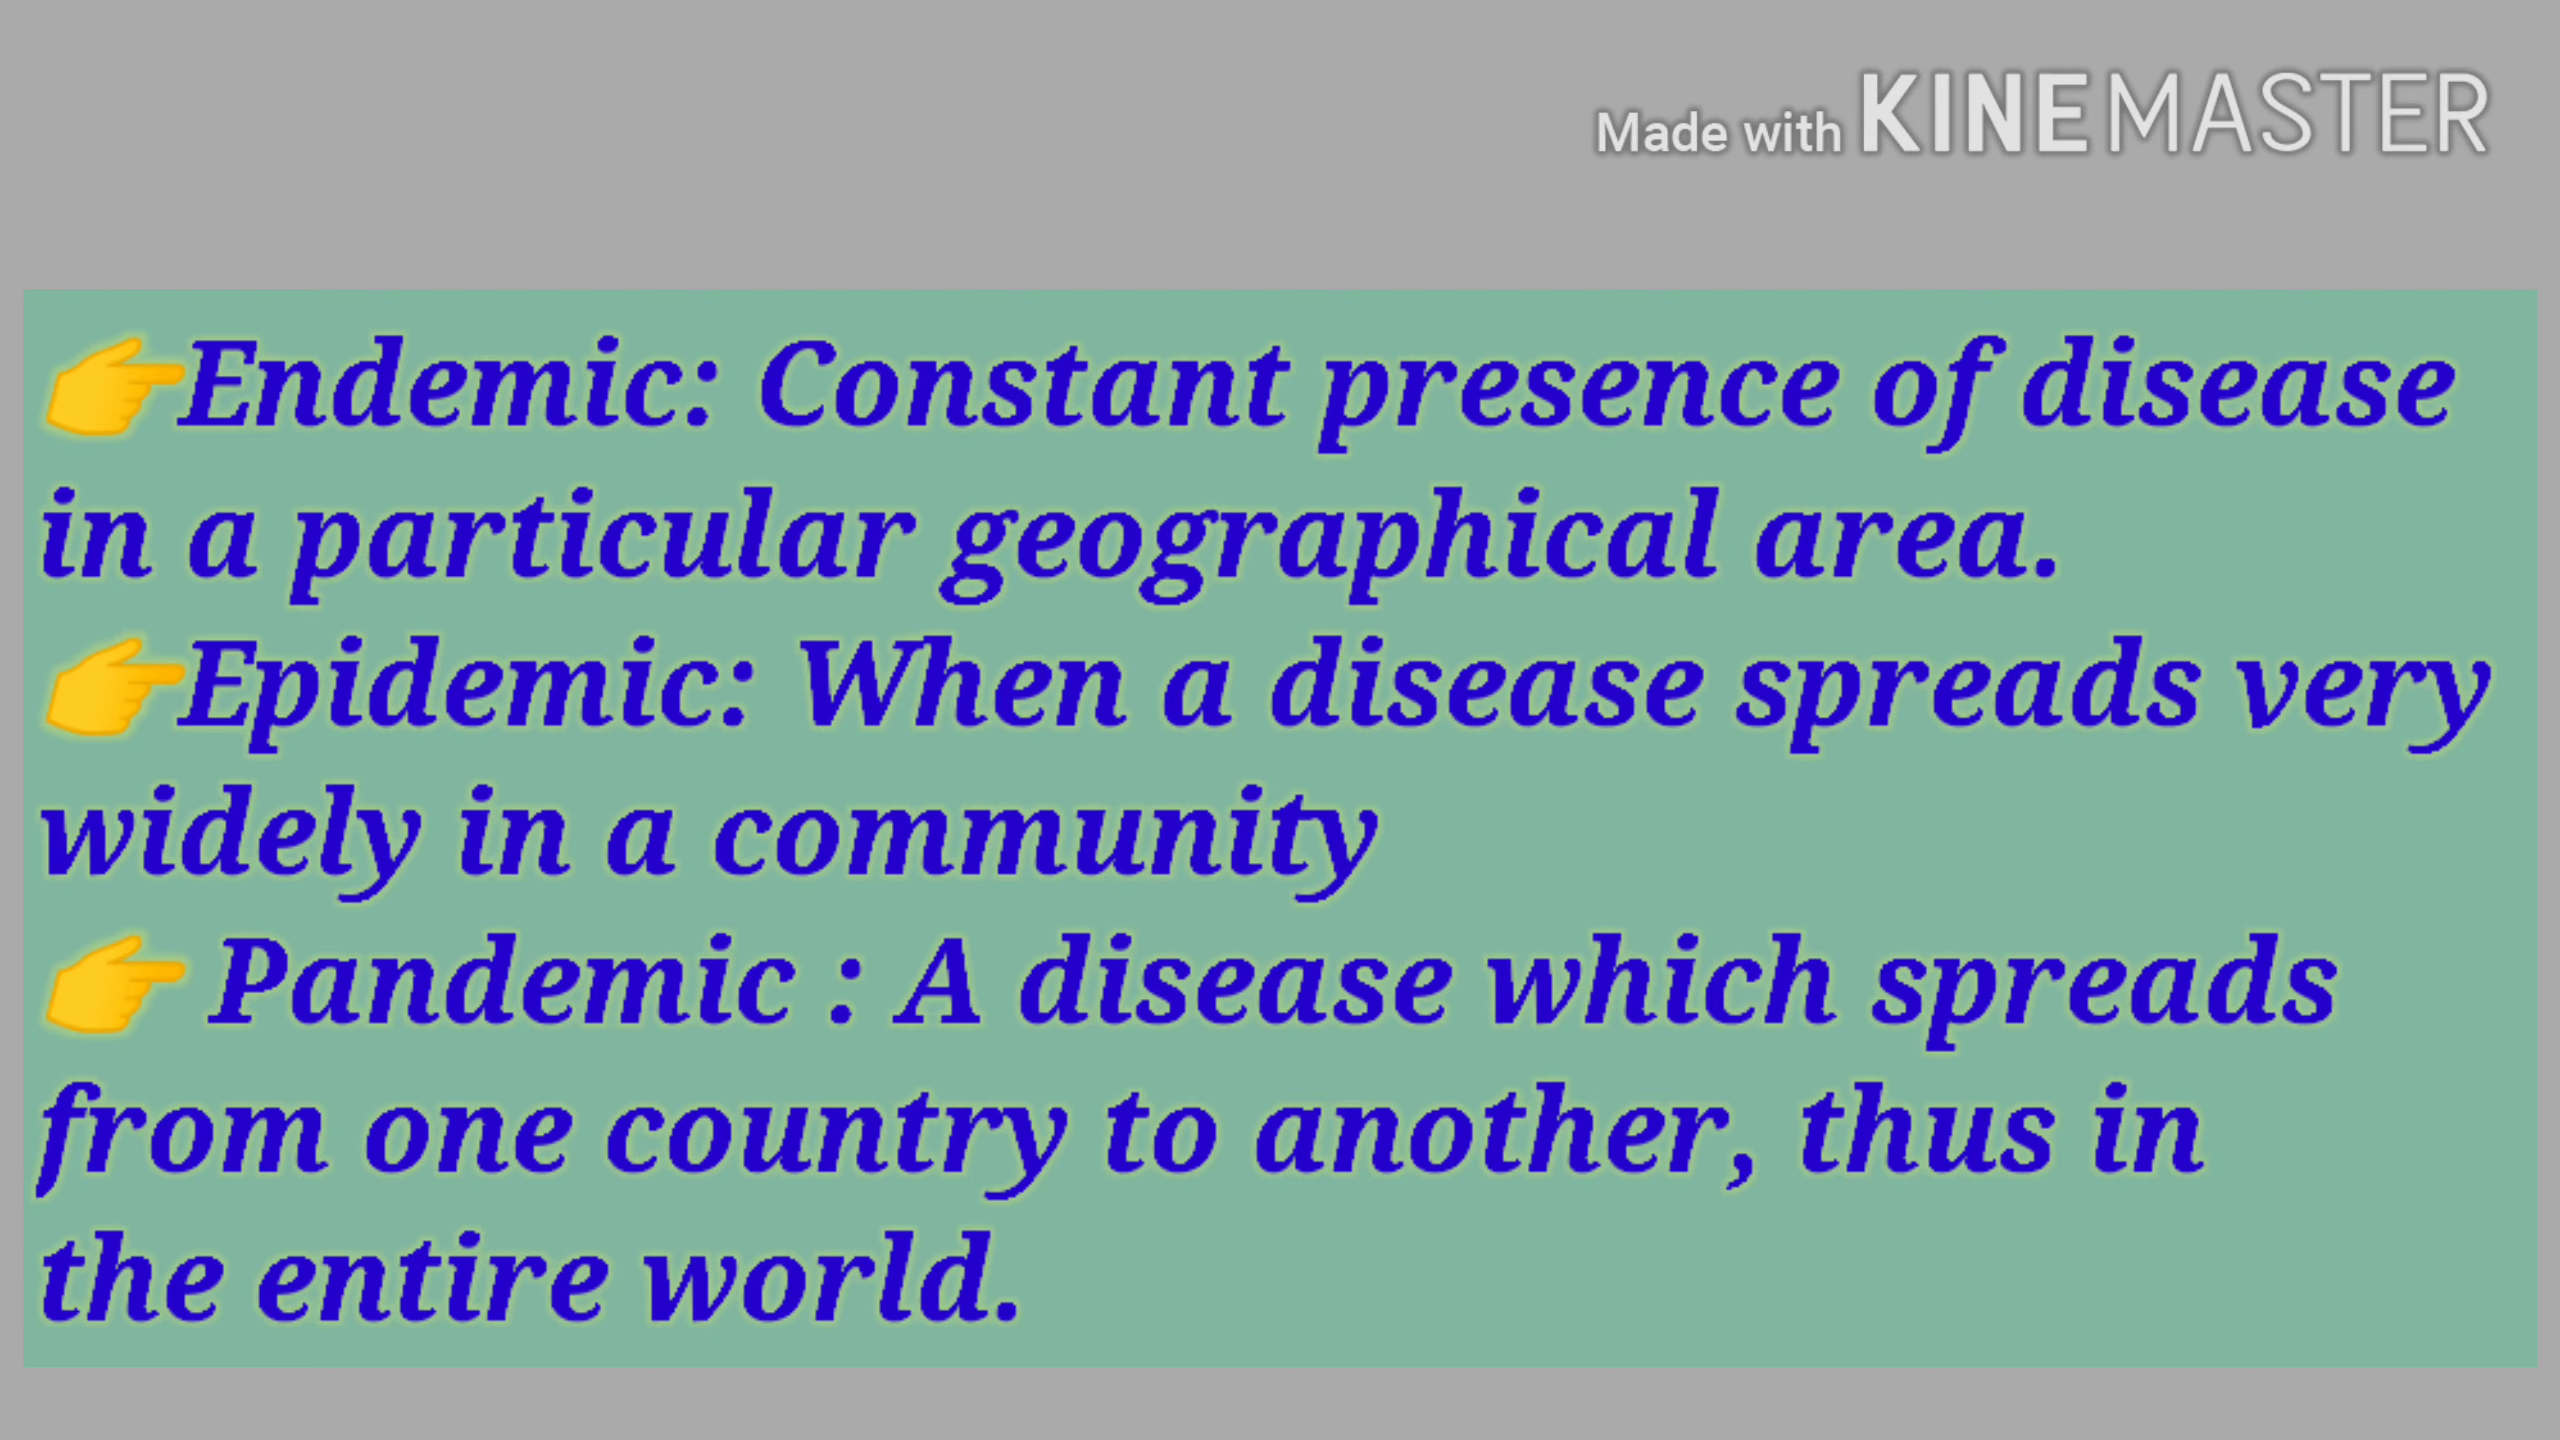 Made with KINEMASTER
👉Endemic: Constant presence of disease
in a particular geographical area.
👉Epidemic: When a disease spreads very
widely in a community
👉 Pandemic : A disease which spreads
from one country to another, thus in
the entire world.